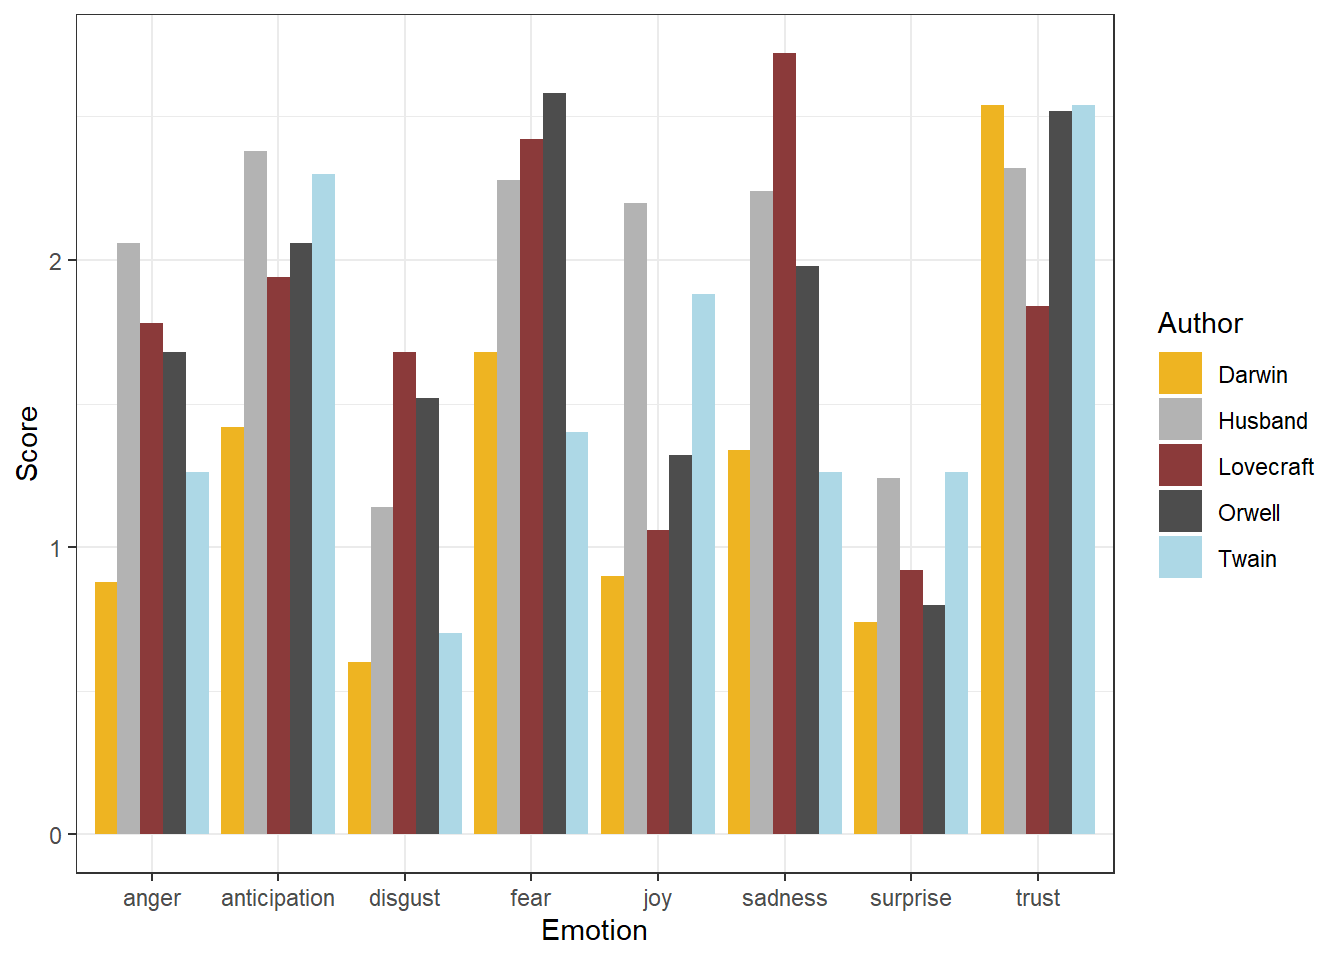 Score
2
1
0
anger anticipation disgust fear joy sadness surprise trust
Emotion
Author
Darwin
Husband
Lovecraft
Orwell
Twain